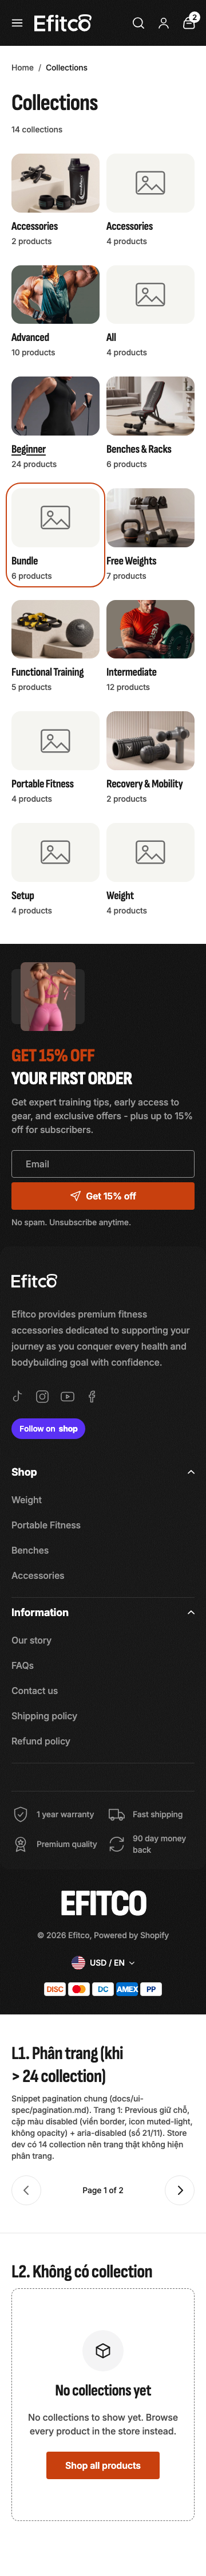 Efitco
2
Home / Collections
Collections
14 collections
Accessories
2 products
Accessories
4 products
Advanced
10 products
All
4 products
Beginner
24 products
Benches & Racks
6 products
Bundle
6 products
Free Weights
7 products
Functional Training
5 products
Intermediate
12 products
Portable Fitness
4 products
Recovery & Mobility
2 products
Setup
4 products
Weight
4 products
GET 15% OFF
YOUR FIRST ORDER
Get expert training tips, early access to
gear, and exclusive offers - plus up to 15%
off for subscribers.
Email
Get 15% off
No spam. Unsubscribe anytime.
Efitco
Efitco provides premium fitness
accessories dedicated to supporting your
journey as you conquer every health and
bodybuilding goal with confidence.
Follow on shop
Shop
Weight
Portable Fitness
Benches
Accessories
Information
Our story
FAQs
Contact us
Shipping policy
Refund policy
1 year warranty
Fast shipping
Premium quality
90 day money
back
EFITCO
© 2026 Efitco, Powered by Shopify
USD / EN
DISC
DC
AMEX
PP
L1. Phân trang (khi
> 24 collection)
Snippet pagination chung (docs/ui-
spec/pagination.md). Trang 1: Previous giữ chỗ,
cặp màu disabled (viền border, icon muted-light,
không opacity) + aria-disabled (số 21/11). Store
dev có 14 collection nên trang thật không hiện
phân trang.
Page 1 of 2
L2. Không có collection
No collections yet
No collections to show yet. Browse
every product in the store instead.
Shop all products